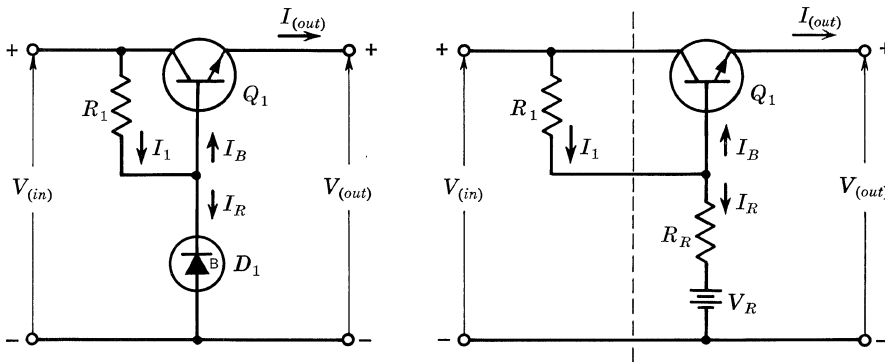 I(out)
+
+
Q1
R1
I1
IB
V(in)
V(out)
IR
B
D1
−
−
I(out)
+
+
Q1
R1
I1
IB
V(in)
V(out)
IR
RR
VR
−
−